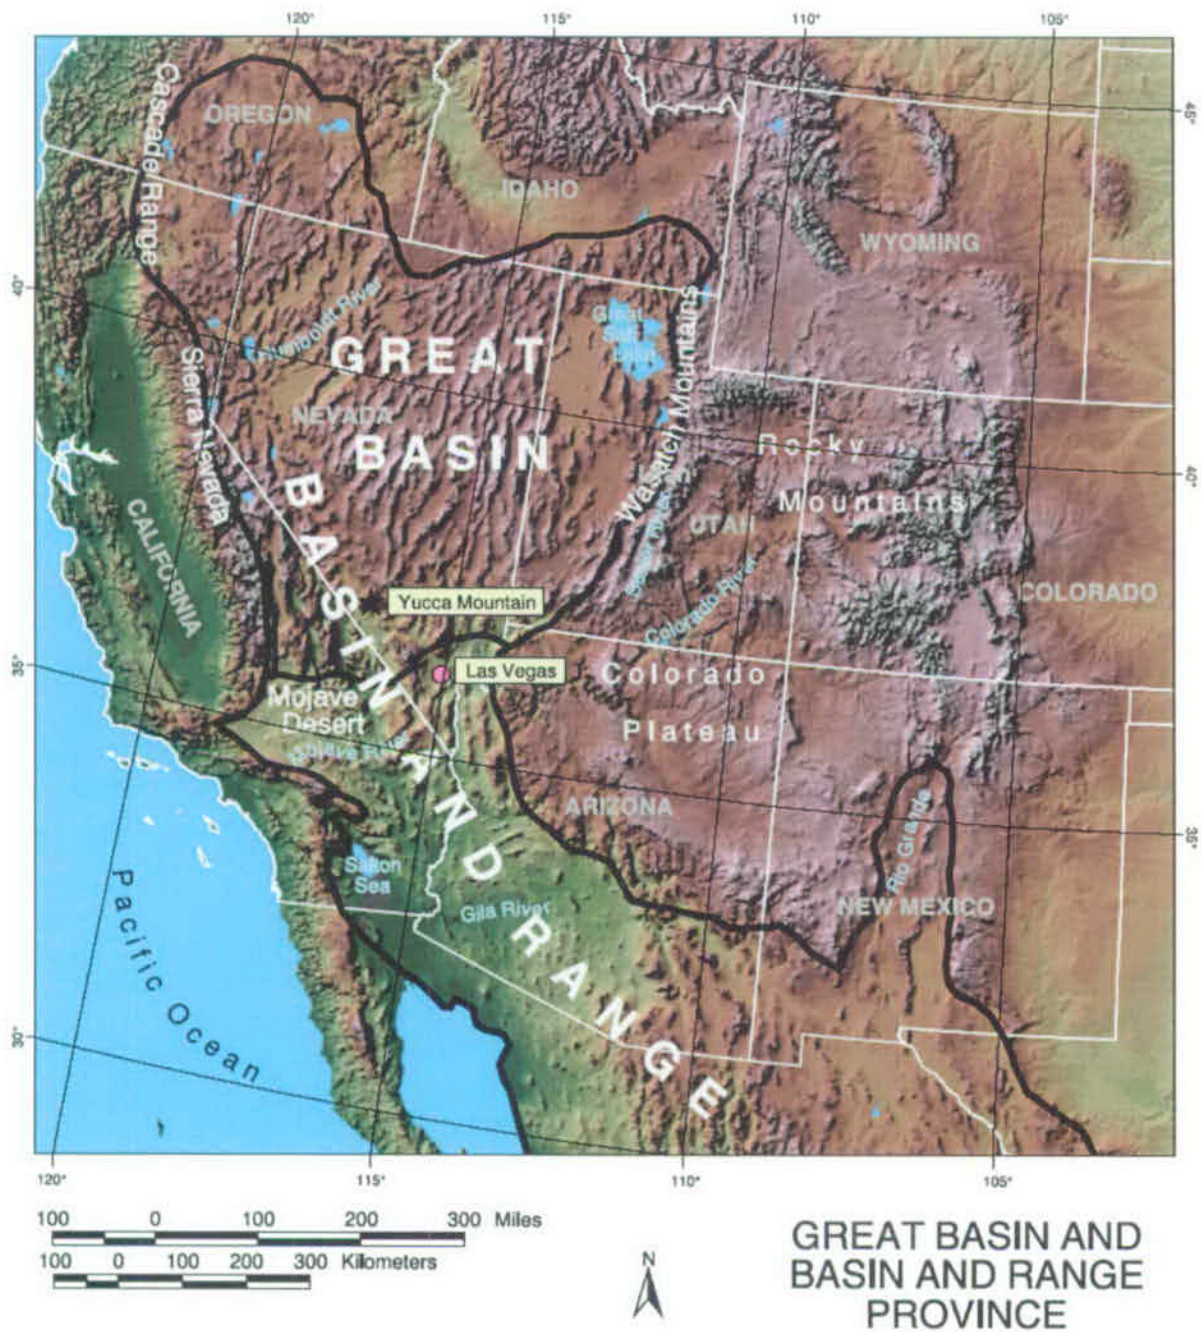 120°
115°
110°
105°
45°
40°
35°
40°
35°
30°
Cascade Range
OREGON
IDAHO
WYOMING
Humboldt River
GREAT
BASIN
NEVADA
Great
Salt
Lake
Wasatch Mountains
Sierra Nevada
CALIFORNIA
Rocky
Mountains
UTAH
Green River
Colorado River
COLORADO
BASIN AND RANGE
Yucca Mountain
Las Vegas
Colorado
Plateau
Mojave
Desert
Mojave River
ARIZONA
Salton
Sea
Gila River
Rio Grande
NEW MEXICO
Pacific Ocean
120°
115°
110°
105°
100 0 100 200 300 Miles
100 0 100 200 300 Kilometers
N
GREAT BASIN AND
BASIN AND RANGE
PROVINCE